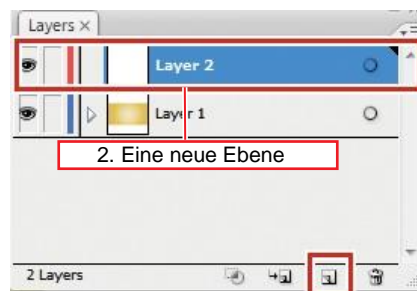 Layers ×
Layer 2
Layer 1
2. Eine neue Ebene
2 Layers